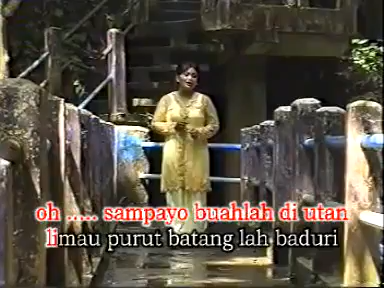 oh ..... sampayo buahlah di utan
limau purut batang lah baduri